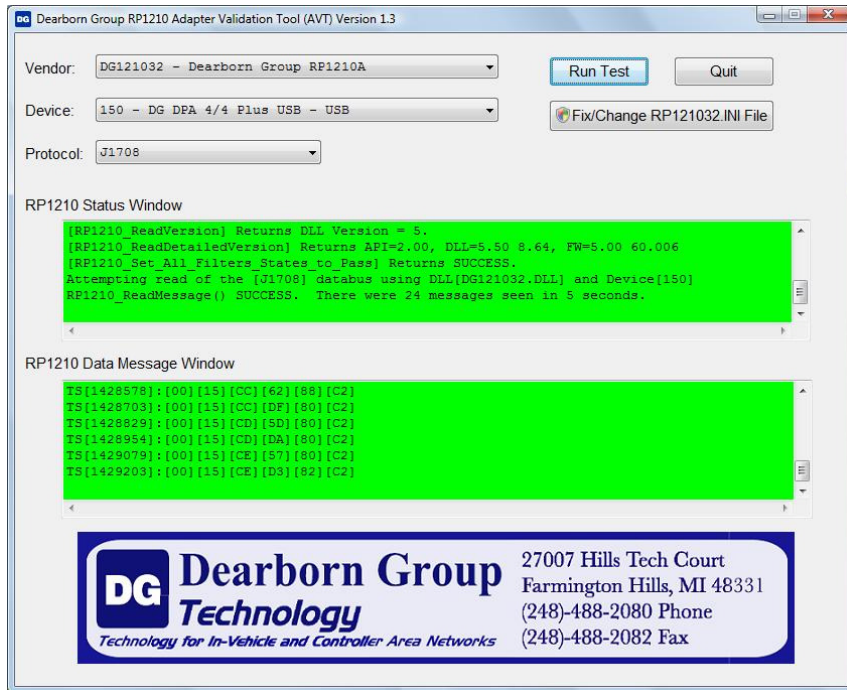 DG Dearborn Group RP1210 Adapter Validation Tool (AVT) Version 1.3
Vendor: DG121032 - Dearborn Group RP1210A
Run Test Quit
Device: 150 - DG DPA 4/4 Plus USB - USB
Fix/Change RP121032.INI File
Protocol: J1708
RP1210 Status Window
[RP1210_ReadVersion] Returns DLL Version = 5.
[RP1210_ReadDetailedVersion] Returns API=2.00, DLL=5.50 8.64, FW=5.00 60.006
[RP1210_Set_All_Filters_States_to_Pass] Returns SUCCESS.
Attempting read of the [J1708] databus using DLL[DG121032.DLL] and Device[150]
RP1210_ReadMessage() SUCCESS.  There were 24 messages seen in 5 seconds.
RP1210 Data Message Window
TS[1428578]:[00][15][CC][62][88][C2]
TS[1428703]:[00][15][CC][DF][80][C2]
TS[1428829]:[00][15][CD][5D][80][C2]
TS[1428954]:[00][15][CD][DA][80][C2]
TS[1429079]:[00][15][CE][57][80][C2]
TS[1429203]:[00][15][CE][D3][82][C2]
DG
Dearborn Group
Technology
Technology for In-Vehicle and Controller Area Networks
27007 Hills Tech Court
Farmington Hills, MI 48331
(248)-488-2080 Phone
(248)-488-2082 Fax